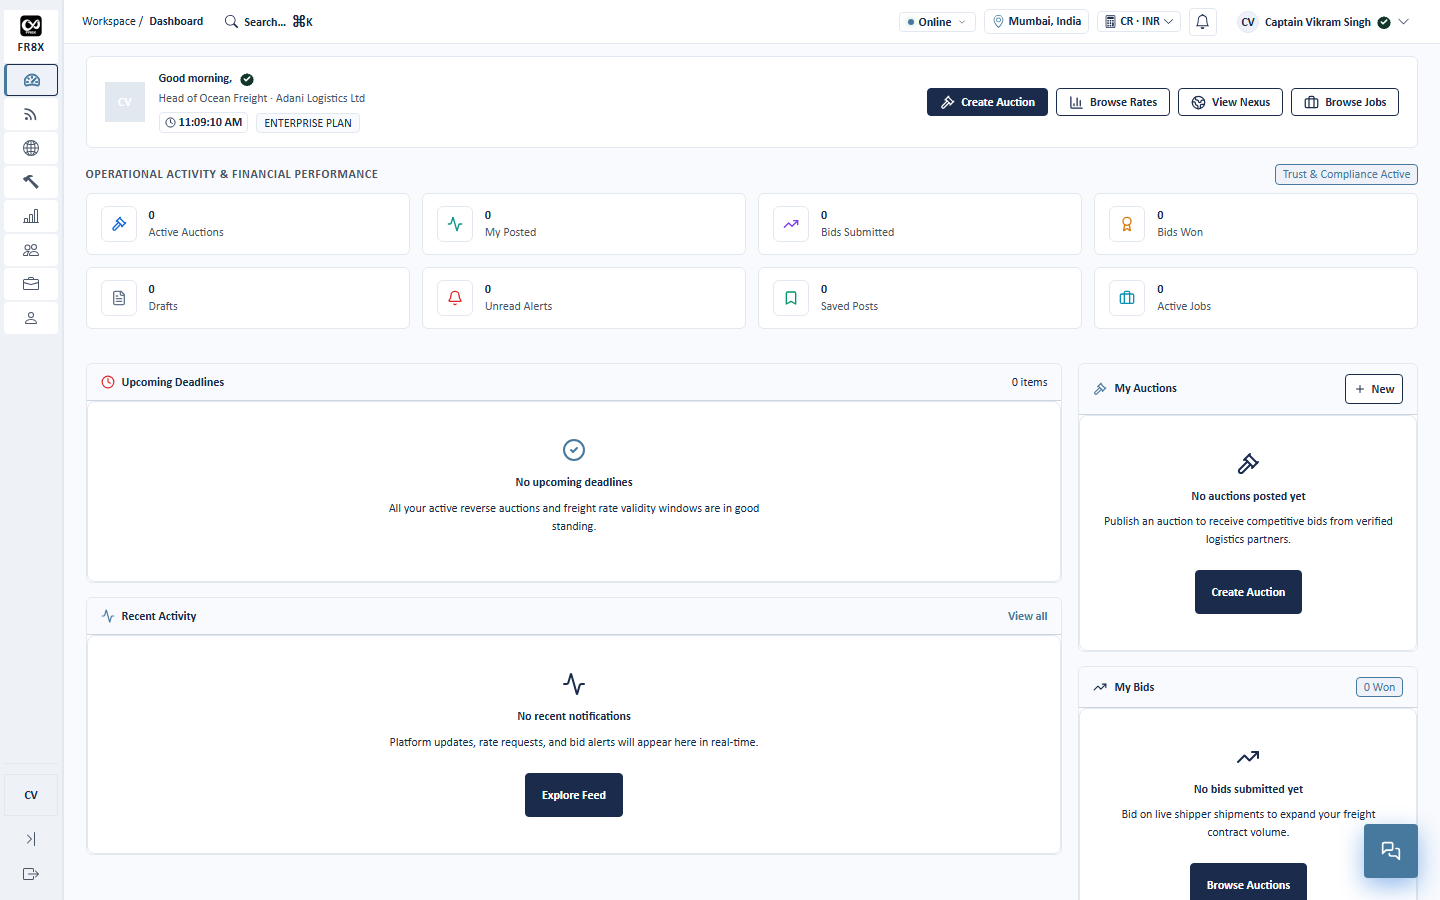 FR8X
FR8X
Workspace / Dashboard
Search... ⌘K
Online
Mumbai, India
CR · INR
CV
Captain Vikram Singh
CV
Good morning,
Head of Ocean Freight · Adani Logistics Ltd
11:09:10 AM
ENTERPRISE PLAN
Create Auction
Browse Rates
View Nexus
Browse Jobs
OPERATIONAL ACTIVITY & FINANCIAL PERFORMANCE
Trust & Compliance Active
0
Active Auctions
0
My Posted
0
Bids Submitted
0
Bids Won
0
Drafts
0
Unread Alerts
0
Saved Posts
0
Active Jobs
Upcoming Deadlines
0 items
No upcoming deadlines
All your active reverse auctions and freight rate validity windows are in good
standing.
Recent Activity
View all
No recent notifications
Platform updates, rate requests, and bid alerts will appear here in real-time.
Explore Feed
My Auctions
+ New
No auctions posted yet
Publish an auction to receive competitive bids from verified
logistics partners.
Create Auction
My Bids
0 Won
No bids submitted yet
Bid on live shipper shipments to expand your freight
contract volume.
Browse Auctions
CV